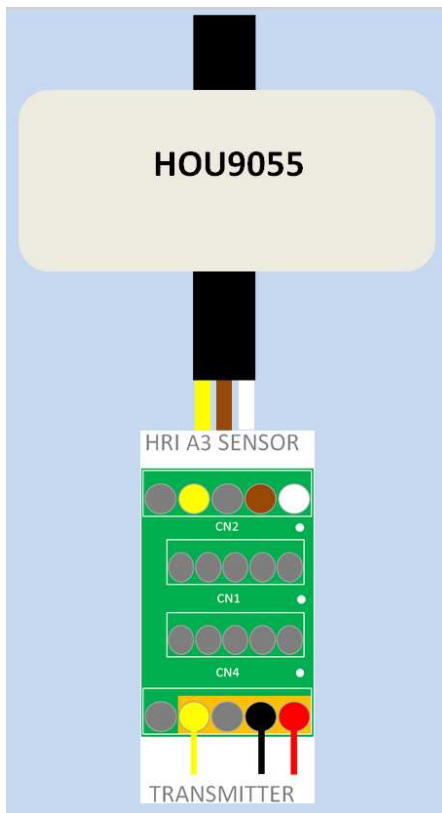 HOU9055
HRI A3 SENSOR
CN2
CN1
CN4
TRANSMITTER